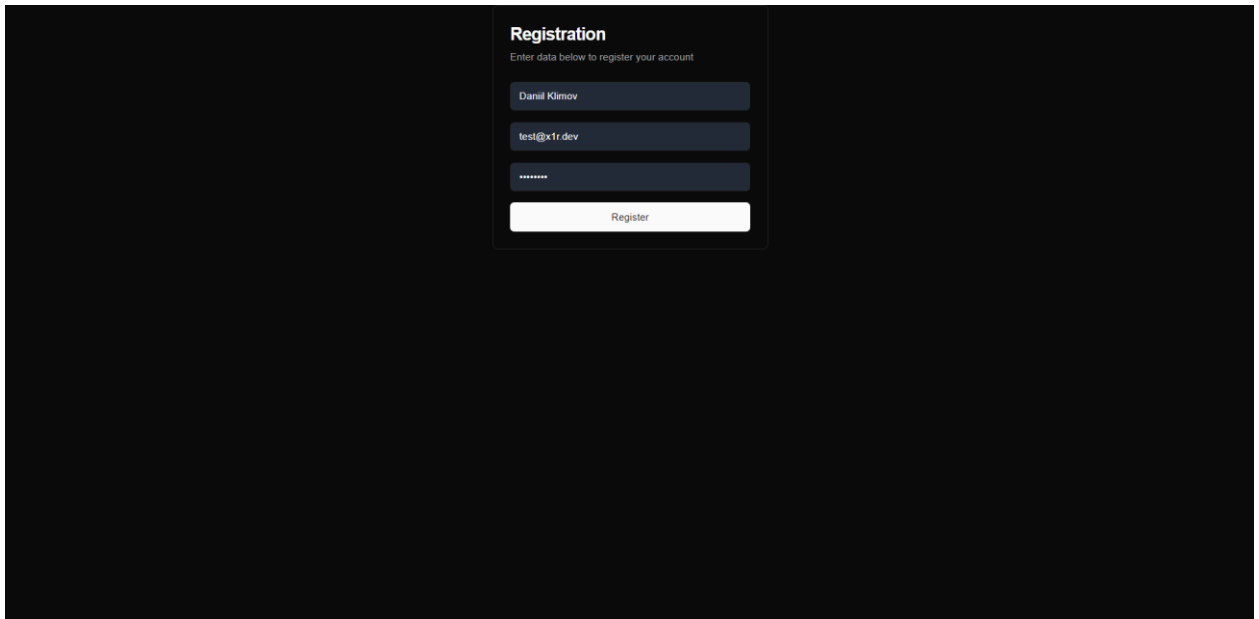 Registration
Enter data below to register your account
Daniil Klimov
test@x1r.dev
••••••••
Register